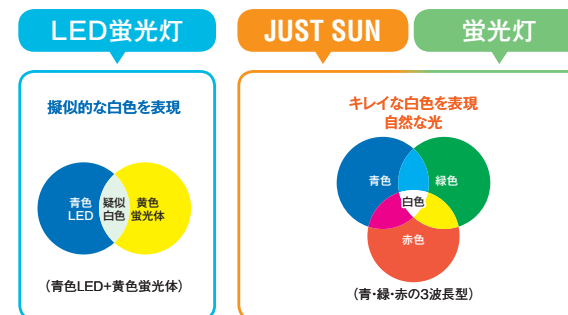 LED蛍光灯
擬似的な白色を表現
青色
LED
疑似
白色
黄色
蛍光体
（青色LED+黄色蛍光体）
JUST SUN
蛍光灯
キレイな白色を表現
自然な光
青色
緑色
白色
赤色
（青・緑・赤の3波長型）